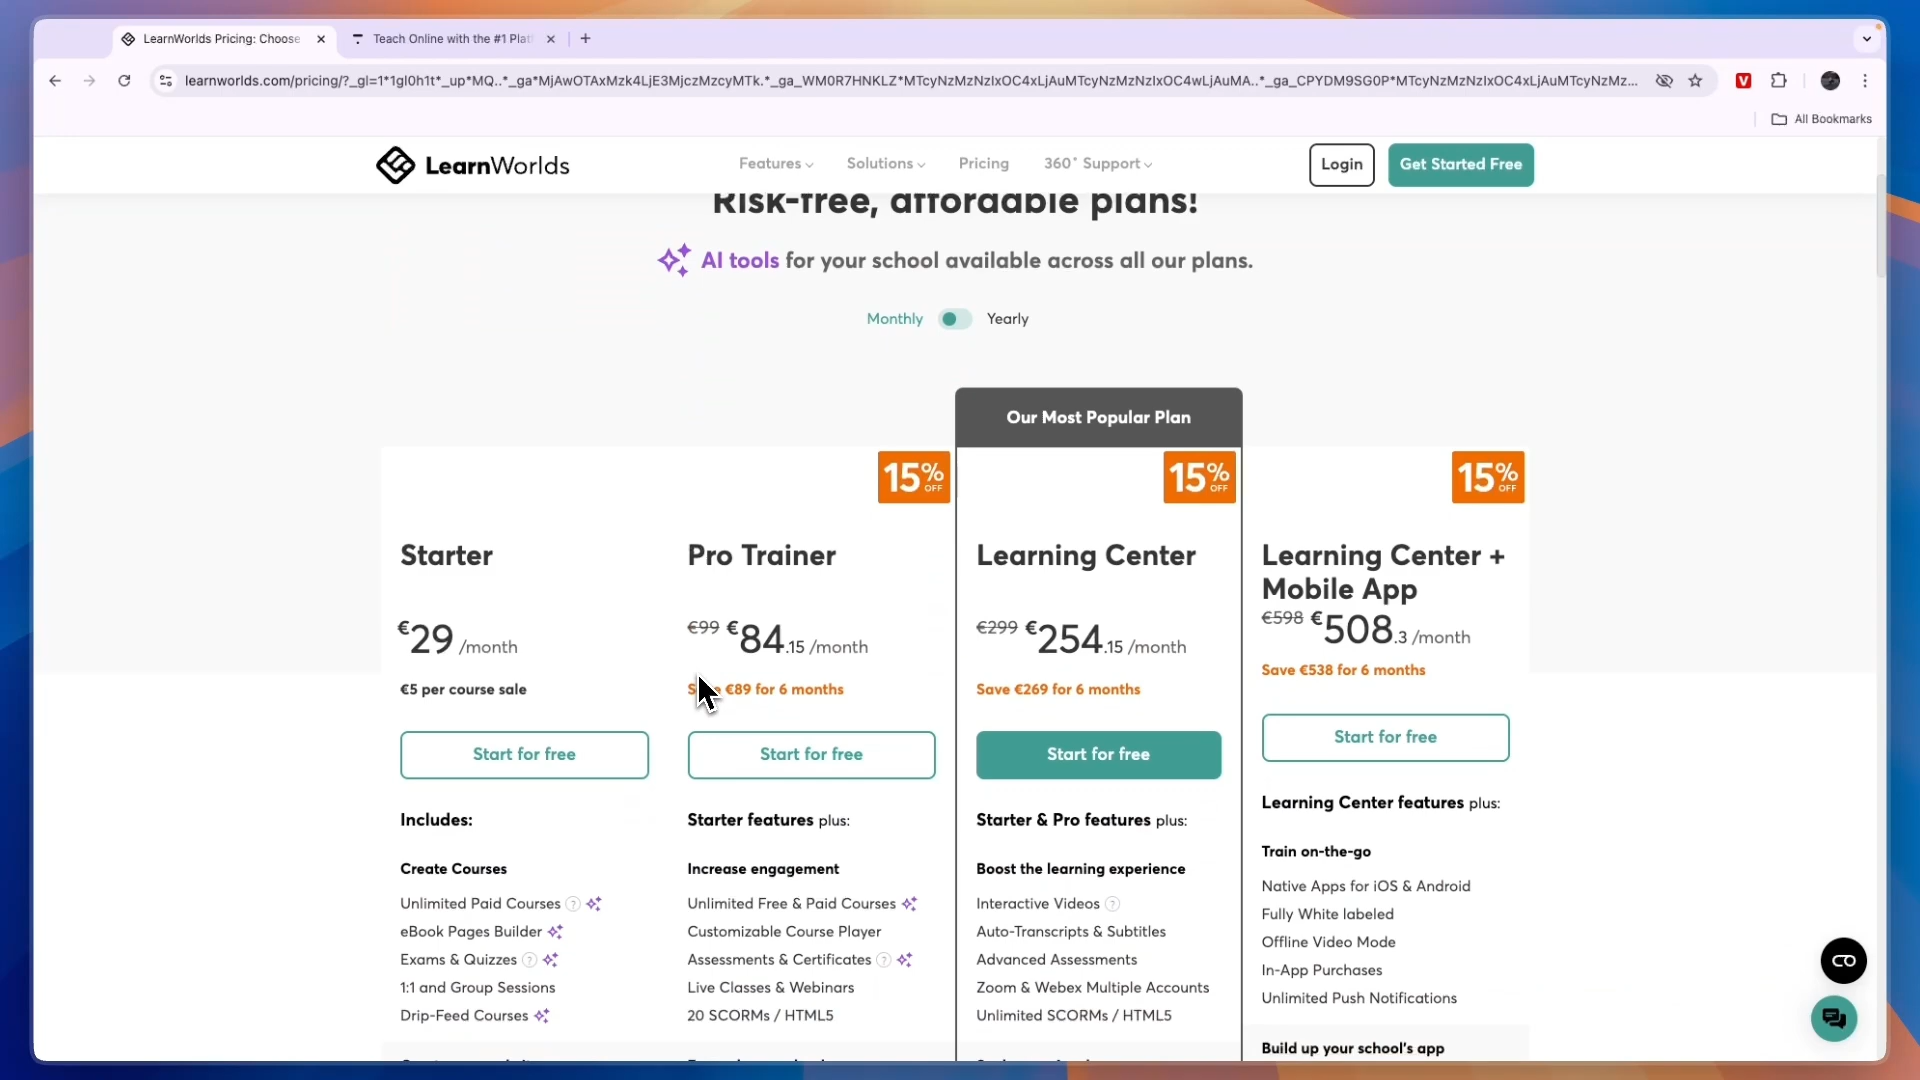 LearnWorlds Pricing: Choose
Teach Online with the #1 Plat
learnworlds.com/pricing/?_gl=1*1gl0h1t*_up*MQ..*_ga*MjAwOTAxMzk4LjE3MjczMzcyMTk.*_ga_WM0R7HNKLZ*MTcyNzMzNzIxOC4xLjAuMTcyNzMzNzIxOC4wLjAuMA..*_ga_CPYDM9SG0P*MTcyNzMzNzIxOC4xLjAuMTcyNzMz...
All Bookmarks
LearnWorlds
Features
Solutions
Pricing
360° Support
Login
Get Started Free
Risk-free, affordable plans!
AI tools for your school available across all our plans.
Monthly
Yearly
Our Most Popular Plan
Starter
€29 /month
€5 per course sale
Start for free
Includes:
Create Courses
Unlimited Paid Courses ?
eBook Pages Builder
Exams & Quizzes ?
1:1 and Group Sessions
Drip-Feed Courses
15% OFF
Pro Trainer
€99 €84.15 /month
Save €89 for 6 months
Start for free
Starter features plus:
Increase engagement
Unlimited Free & Paid Courses
Customizable Course Player
Assessments & Certificates ?
Live Classes & Webinars
20 SCORMs / HTML5
15% OFF
Learning Center
€299 €254.15 /month
Save €269 for 6 months
Start for free
Starter & Pro features plus:
Boost the learning experience
Interactive Videos ?
Auto-Transcripts & Subtitles
Advanced Assessments
Zoom & Webex Multiple Accounts
Unlimited SCORMs / HTML5
15% OFF
Learning Center +
Mobile App
€598 €508.3 /month
Save €538 for 6 months
Start for free
Learning Center features plus:
Train on-the-go
Native Apps for iOS & Android
Fully White labeled
Offline Video Mode
In-App Purchases
Unlimited Push Notifications
Build up your school's app